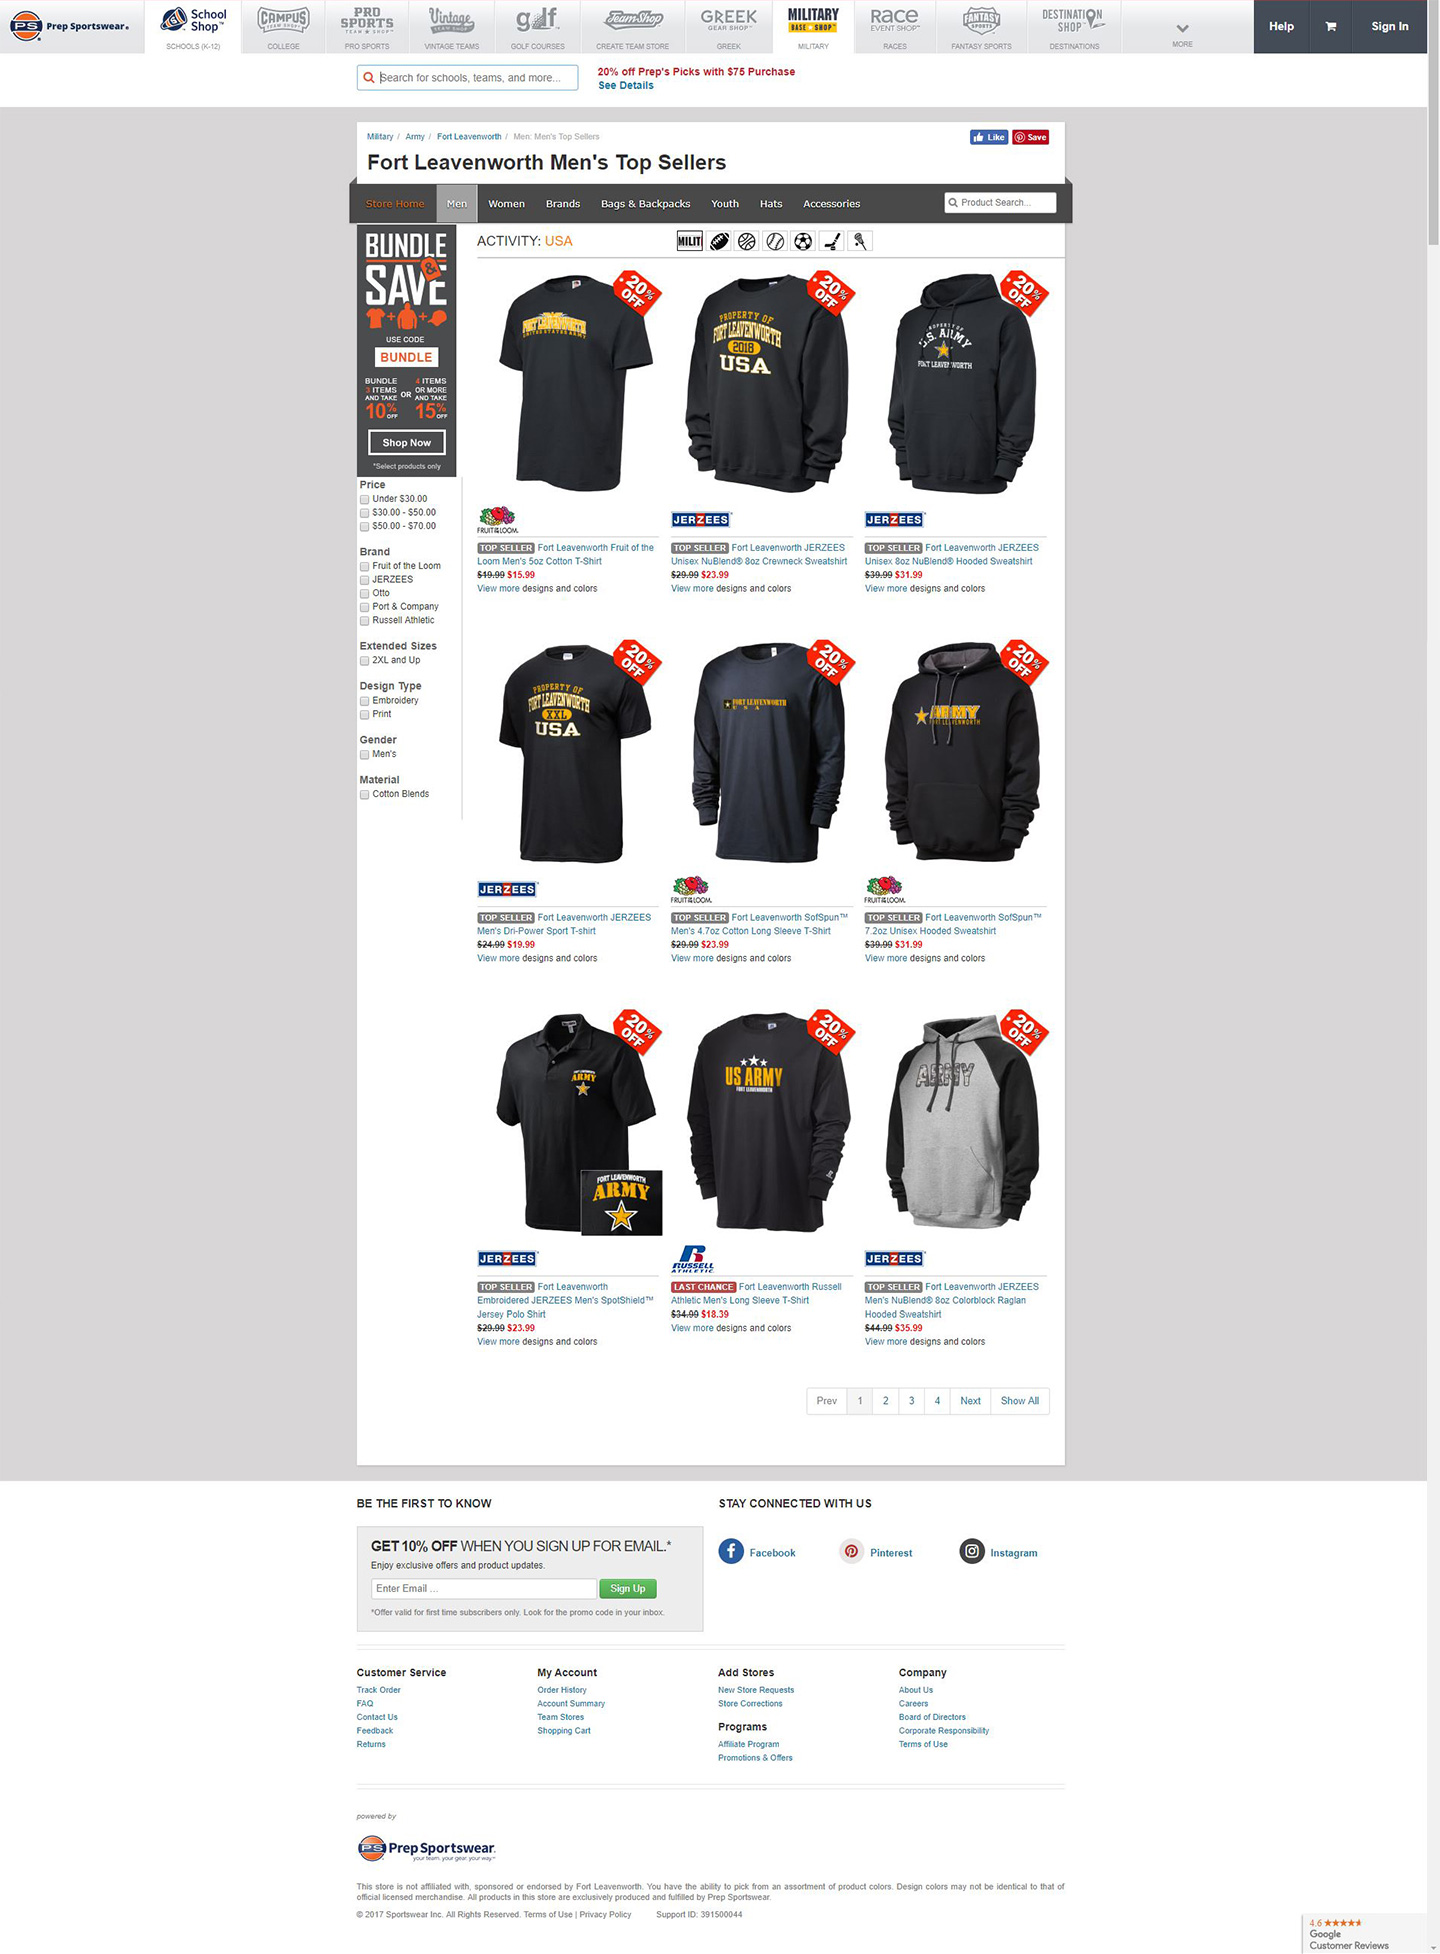 PS Prep Sportswear®
School Shop™
SCHOOLS (K-12)
CAMPUS TEAM SHOP
COLLEGE
PRO SPORTS TEAM ★ SHOP
PRO SPORTS
Vintage
VINTAGE TEAMS
golf
GOLF COURSES
Team Shop
CREATE TEAM STORE
GREEK GEAR SHOP™
GREEK
MILITARY BASE ★ SHOP
MILITARY
RACE EVENT SHOP™
RACES
FANTASY SPORTS
FANTASY SPORTS
DESTINATION SHOP
DESTINATIONS
MORE
Help
Sign In
Search for schools, teams, and more...
20% off Prep's Picks with $75 Purchase
See Details
Military / Army / Fort Leavenworth / Men: Men's Top Sellers
Like
Save
Fort Leavenworth Men's Top Sellers
Store Home Men Women Brands Bags & Backpacks Youth Hats Accessories
Product Search...
BUNDLE
&
SAVE
USE CODE
BUNDLE
BUNDLE 3 ITEMS AND TAKE 10% OFF
OR
4 ITEMS OR MORE AND TAKE 15% OFF
Shop Now
*Select products only
Price
Under $30.00
$30.00 - $50.00
$50.00 - $70.00
Brand
Fruit of the Loom
JERZEES
Otto
Port & Company
Russell Athletic
Extended Sizes
2XL and Up
Design Type
Embroidery
Print
Gender
Men's
Material
Cotton Blends
ACTIVITY: USA
MILIT
20% OFF
FORT LEAVENWORTH
UNITED STATES ARMY
20% OFF
PROPERTY OF
FORT LEAVENWORTH
2018
USA
20% OFF
PROPERTY OF
U.S. ARMY
FORT LEAVENWORTH
FRUIT OF THE LOOM.
TOP SELLER Fort Leavenworth Fruit of the
Loom Men's 5oz Cotton T-Shirt
$19.99 $15.99
View more designs and colors
JERZEES
TOP SELLER Fort Leavenworth JERZEES
Unisex NuBlend® 8oz Crewneck Sweatshirt
$29.99 $23.99
View more designs and colors
JERZEES
TOP SELLER Fort Leavenworth JERZEES
Unisex 8oz NuBlend® Hooded Sweatshirt
$39.99 $31.99
View more designs and colors
20% OFF
PROPERTY OF
FORT LEAVENWORTH
XXL
USA
20% OFF
FORT LEAVENWORTH
USA
20% OFF
ARMY
FORT LEAVENWORTH
JERZEES
TOP SELLER Fort Leavenworth JERZEES
Men's Dri-Power Sport T-shirt
$24.99 $19.99
View more designs and colors
FRUIT OF THE LOOM.
TOP SELLER Fort Leavenworth SofSpun™
Men's 4.7oz Cotton Long Sleeve T-Shirt
$29.99 $23.99
View more designs and colors
FRUIT OF THE LOOM.
TOP SELLER Fort Leavenworth SofSpun™
7.2oz Unisex Hooded Sweatshirt
$39.99 $31.99
View more designs and colors
20% OFF
ARMY
FORT LEAVENWORTH
ARMY
20% OFF
US ARMY
FORT LEAVENWORTH
20% OFF
ARMY
JERZEES
TOP SELLER Fort Leavenworth
Embroidered JERZEES Men's SpotShield™
Jersey Polo Shirt
$29.99 $23.99
View more designs and colors
R RUSSELL ATHLETIC
LAST CHANCE Fort Leavenworth Russell
Athletic Men's Long Sleeve T-Shirt
$34.99 $18.39
View more designs and colors
JERZEES
TOP SELLER Fort Leavenworth JERZEES
Men's NuBlend® 8oz Colorblock Raglan
Hooded Sweatshirt
$44.99 $35.99
View more designs and colors
Prev 1 2 3 4 Next Show All
BE THE FIRST TO KNOW
GET 10% OFF WHEN YOU SIGN UP FOR EMAIL.*
Enjoy exclusive offers and product updates.
Enter Email ...
Sign Up
*Offer valid for first time subscribers only. Look for the promo code in your inbox.
STAY CONNECTED WITH US
Facebook
Pinterest
Instagram
Customer Service
Track Order
FAQ
Contact Us
Feedback
Returns
My Account
Order History
Account Summary
Team Stores
Shopping Cart
Add Stores
New Store Requests
Store Corrections
Programs
Affiliate Program
Promotions & Offers
Company
About Us
Careers
Board of Directors
Corporate Responsibility
Terms of Use
powered by
PS Prep Sportswear
your team. your gear. your way.™
This store is not affiliated with, sponsored or endorsed by Fort Leavenworth. You have the ability to pick from an assortment of product colors. Design colors may not be identical to that of
official licensed merchandise. All products in this store are exclusively produced and fulfilled by Prep Sportswear.
© 2017 Sportswear Inc. All Rights Reserved. Terms of Use | Privacy Policy Support ID: 391500044
4.6
Google
Customer Reviews